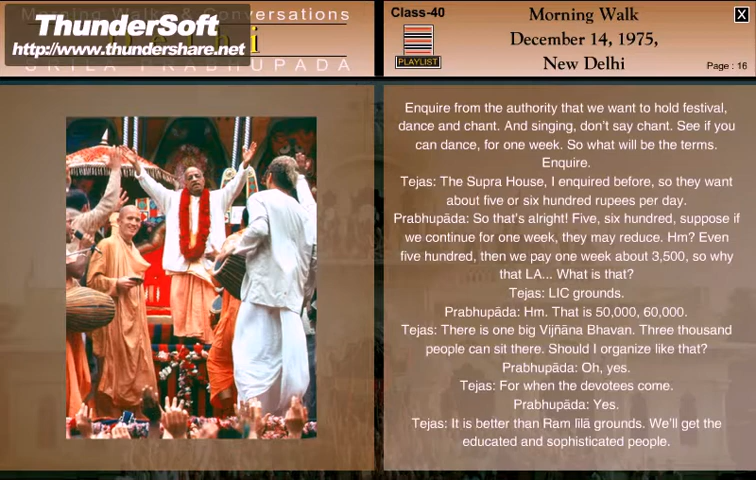 Morning Walks & Conversations
ThunderSoft
http://www.thundershare.net
SRILA PRABHUPADA
Class-40
PLAYLIST
Morning Walk
December 14, 1975,
New Delhi
X
Page : 16
Enquire from the authority that we want to hold festival,
dance and chant. And singing, don't say chant. See if you
can dance, for one week. So what will be the terms.
Enquire.
Tejas: The Supra House, I enquired before, so they want
about five or six hundred rupees per day.
Prabhupāda: So that's alright! Five, six hundred, suppose if
we continue for one week, they may reduce. Hm? Even
five hundred, then we pay one week about 3,500, so why
that LA... What is that?
Tejas: LIC grounds.
Prabhupāda: Hm. That is 50,000, 60,000.
Tejas: There is one big Vijñāna Bhavan. Three thousand
people can sit there. Should I organize like that?
Prabhupāda: Oh, yes.
Tejas: For when the devotees come.
Prabhupāda: Yes.
Tejas: It is better than Ram līlā grounds. We'll get the
educated and sophisticated people.